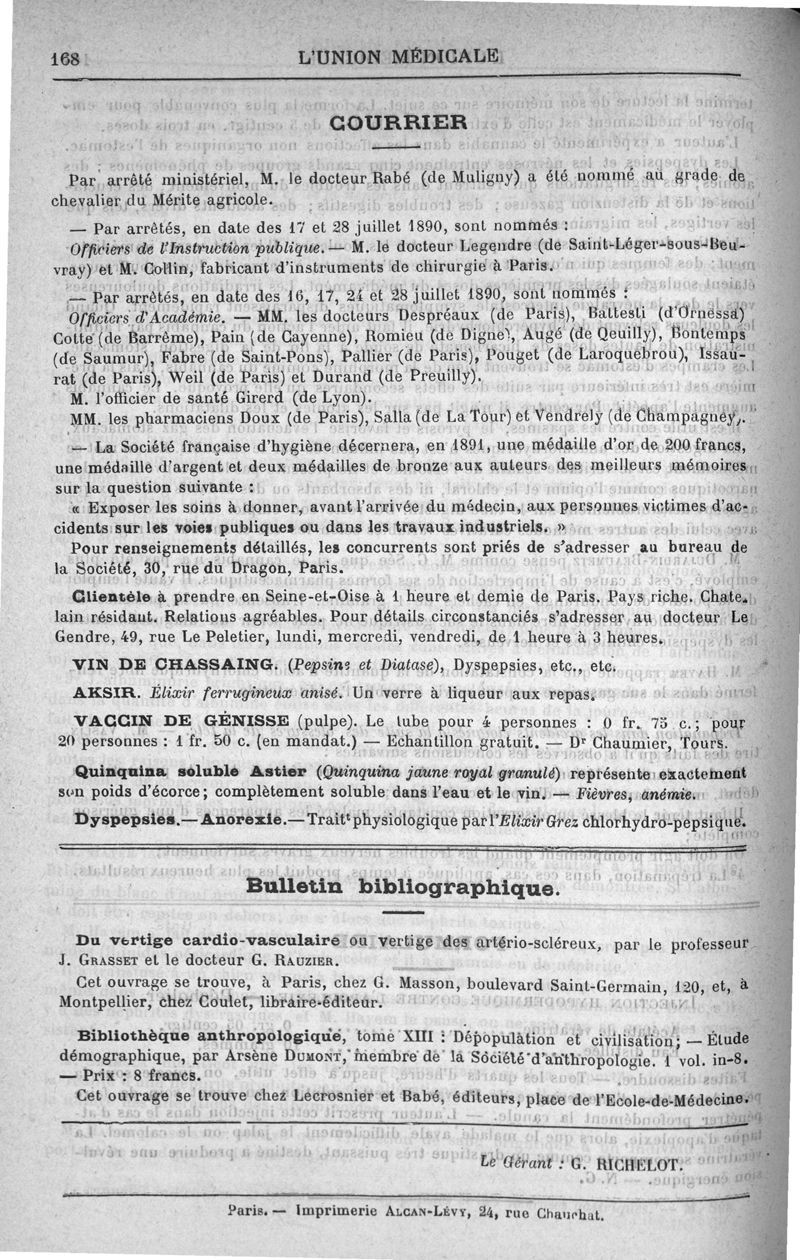 168 L'UNION MÉDICALE
COURRIER
Par arrêté ministériel, M. le docteur Rabé (de Muligny) a été nommé au grade de
chevalier du Mérite agricole.
— Par arrêtés, en date des 17 et 28 juillet 1890, sont nommés :
Officiers de l'Instruction publique. — M. le docteur Legendre (de Saint-Léger-sous-Beu-
vray) et M. Collin, fabricant d'instruments de chirurgie à Paris.
— Par arrêtés, en date des 16, 17, 24 et 28 juillet 1890, sont nommés :
Officiers d'Académie. — MM. les docteurs Despréaux (de Paris), Battesti (d'Ornessa)
Cotte (de Barrême), Pain (de Cayenne), Romieu (de Digne), Augé (de Qeuilly), Bontemps
(de Saumur), Fabre (de Saint-Pons), Pallier (de Paris), Pouget (de Laroquebrou), Issau-
rat (de Paris), Weil (de Paris) et Durand (de Preuilly).
M. l'officier de santé Girerd (de Lyon).
MM. les pharmaciens Doux (de Paris), Salla (de La Tour) et Vendrely (de Champagney).
— La Société française d'hygiène décernera, en 1891, une médaille d'or de 200 francs,
une médaille d'argent et deux médailles de bronze aux auteurs des meilleurs mémoires
sur la question suivante :
« Exposer les soins à donner, avant l'arrivée du médecin, aux personnes victimes d'ac-
cidents sur les voies publiques ou dans les travaux industriels. »
Pour renseignements détaillés, les concurrents sont priés de s'adresser au bureau de
la Société, 30, rue du Dragon, Paris.
Clientèle à prendre en Seine-et-Oise à 1 heure et demie de Paris. Pays riche. Chate-
lain résidant. Relations agréables. Pour détails circonstanciés s'adresser au docteur Le
Gendre, 49, rue Le Peletier, lundi, mercredi, vendredi, de 1 heure à 3 heures.
VIN DE CHASSAING. (Pepsine et Diatase), Dyspepsies, etc., etc.
AKSIR. Élixir ferrugineux anisé. Un verre à liqueur aux repas.
VACCIN DE GÉNISSE (pulpe). Le tube pour 4 personnes : 0 fr. 75 c.; pour
20 personnes : 1 fr. 50 c. (en mandat.) — Echantillon gratuit. — Dr Chaumier, Tours.
Quinquina soluble Astier (Quinquina jaune royal granulé) représente exactement
son poids d'écorce; complètement soluble dans l'eau et le vin. — Fièvres, anémie.
Dyspepsies. — Anorexie. — Traitt physiologique par l'Elixir Grez chlorhydro-pepsique.
Bulletin bibliographique.
Du vertige cardio-vasculaire ou vertige des artério-scléreux, par le professeur
J. GRASSET et le docteur G. RAUZIER.
Cet ouvrage se trouve, à Paris, chez G. Masson, boulevard Saint-Germain, 120, et, à
Montpellier, chez Coulet, libraire-éditeur.
Bibliothèque anthropologique, tome XIII : Dépopulation et civilisation; — Étude
démographique, par Arsène DUMONT, membre de la Société d'anthropologie. 1 vol. in-8.
— Prix : 8 francs.
Cet ouvrage se trouve chez Lecrosnier et Babé, éditeurs, place de l'Ecole-de-Médecine.
Le Gérant : G. RICHELOT.
Paris. — Imprimerie ALCAN-LÉVY, 24, rue Chauchat.